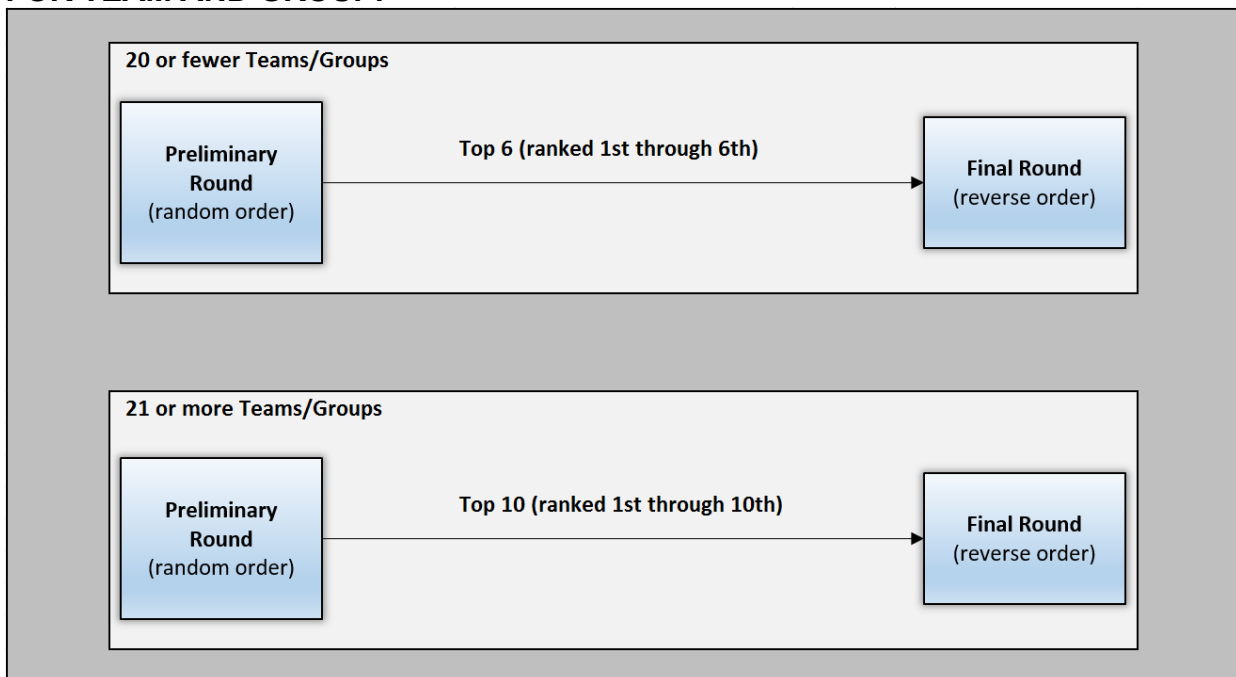 20 or fewer Teams/Groups
Preliminary
Round
(random order)
Top 6 (ranked 1st through 6th)
Final Round
(reverse order)
21 or more Teams/Groups
Preliminary
Round
(random order)
Top 10 (ranked 1st through 10th)
Final Round
(reverse order)